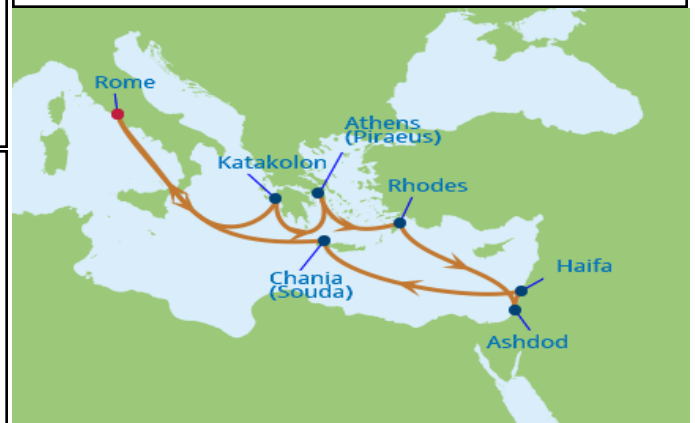 Rome
Athens
(Piraeus)
Katakolon
Rhodes
Haifa
Chania
(Souda)
Ashdod